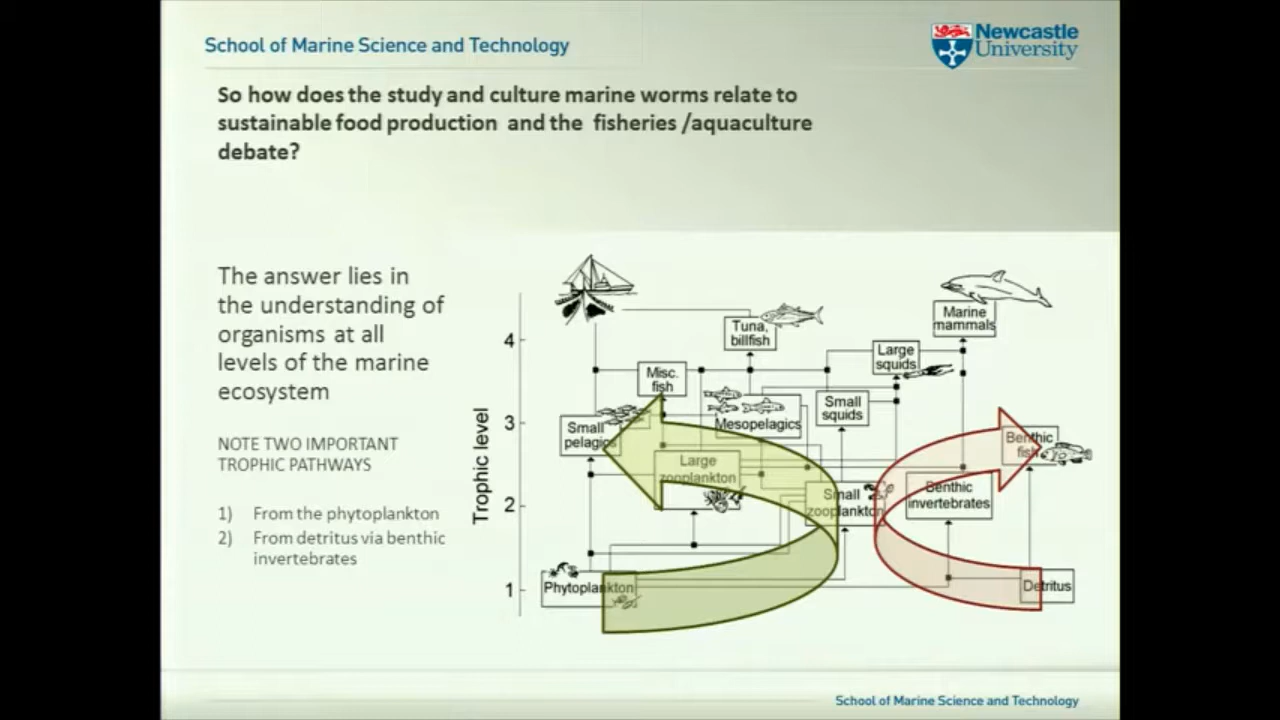 School of Marine Science and Technology
Newcastle
University
So how does the study and culture marine worms relate to
sustainable food production and the fisheries /aquaculture
debate?
The answer lies in
the understanding of
organisms at all
levels of the marine
ecosystem
NOTE TWO IMPORTANT
TROPHIC PATHWAYS
1) From the phytoplankton
2) From detritus via benthic
invertebrates
Trophic level
4
3
2
1
Tuna,
billfish
Marine
mammals
Large
squids
Misc.
fish
Small
squids
Mesopelagics
Small
pelagics
Benthic
fish
Large
zooplankton
Small
zooplankton
Benthic
invertebrates
Phytoplankton
Detritus
School of Marine Science and Technology